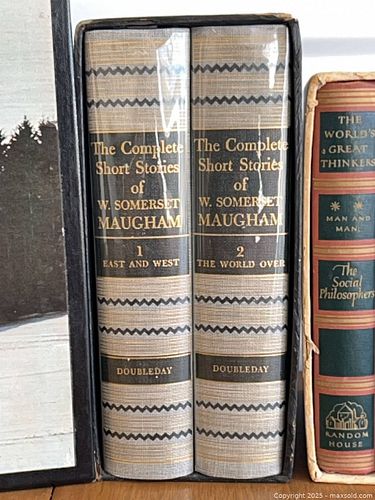 The Complete
Short Stories
of
W. SOMERSET
MAUGHAM
1
EAST AND WEST
DOUBLEDAY
The Complete
Short Stories
of
W. SOMERSET
MAUGHAM
2
THE WORLD OVER
DOUBLEDAY
THE
WORLD'S
GREAT
THINKERS
MAN AND
MAN:
The
Social
Philosophers
RANDOM
HOUSE
Copyright 2025 - maxsold.com